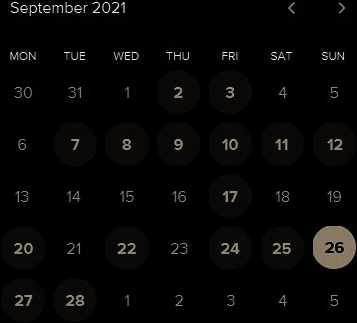 September 2021
MON TUE WED THU FRI SAT SUN
30 31 1 2 3 4 5
6 7 8 9 10 11 12
13 14 15 16 17 18 19
20 21 22 23 24 25 26
27 28 1 2 3 4 5